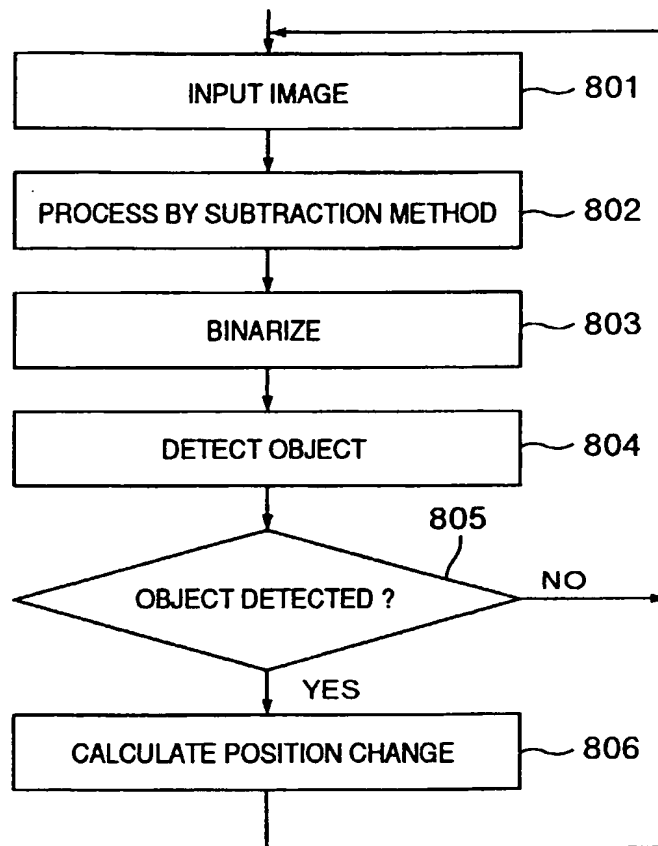 INPUT IMAGE
801
PROCESS BY SUBTRACTION METHOD
802
BINARIZE
803
DETECT OBJECT
804
805
OBJECT DETECTED ?
NO
YES
CALCULATE POSITION CHANGE
806